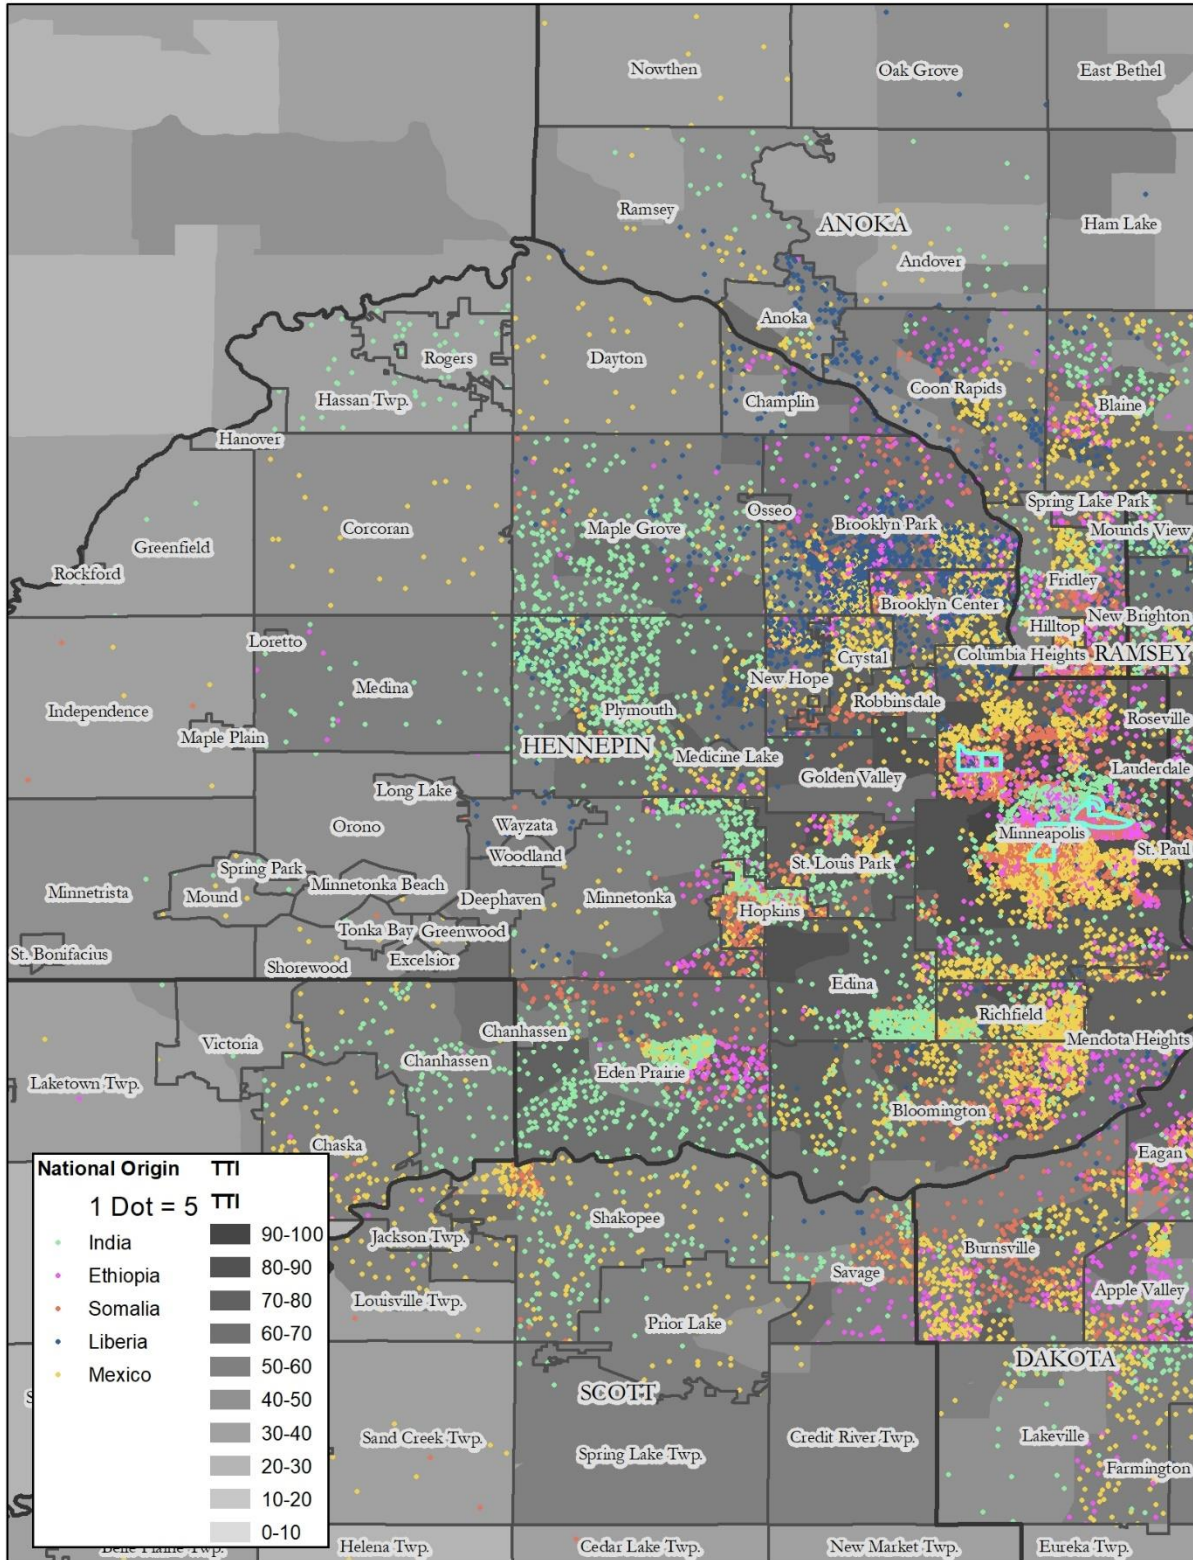 Nowthen
Oak Grove
East Bethel
Ramsey
ANOKA
Ham Lake
Andover
Anoka
Rogers
Dayton
Coon Rapids
Hassan Twp.
Champlin
Blaine
Hanover
Spring Lake Park
Osseo
Corcoran
Maple Grove
Brooklyn Park
Mounds View
Greenfield
Rockford
Fridley
Brooklyn Center
New Brighton
Hilltop
Loretto
Crystal
Columbia Heights
RAMSEY
Medina
New Hope
Robbinsdale
Independence
Plymouth
Roseville
Maple Plain
HENNEPIN
Medicine Lake
Golden Valley
Lauderdale
Long Lake
Orono
Wayzata
Minneapolis
Woodland
St. Louis Park
St. Paul
Spring Park
Minnetrista
Mound
Minnetonka Beach
Deephaven
Minnetonka
Hopkins
Tonka Bay
Greenwood
St. Bonifacius
Shorewood
Excelsior
Edina
Richfield
Chanhassen
Victoria
Mendota Heights
Chanhassen
Eden Prairie
Laketown Twp.
Bloomington
Chaska
Eagan
National Origin
TTI
1 Dot = 5
TTI
India
Ethiopia
Somalia
Liberia
Mexico
90-100
80-90
70-80
60-70
50-60
40-50
30-40
20-30
10-20
0-10
Shakopee
Jackson Twp.
Burnsville
Savage
Louisville Twp.
Apple Valley
Prior Lake
DAKOTA
SCOTT
Sand Creek Twp.
Spring Lake Twp.
Credit River Twp.
Lakeville
Farmington
Belle Plaine Twp.
Helena Twp.
Cedar Lake Twp.
New Market Twp.
Eureka Twp.